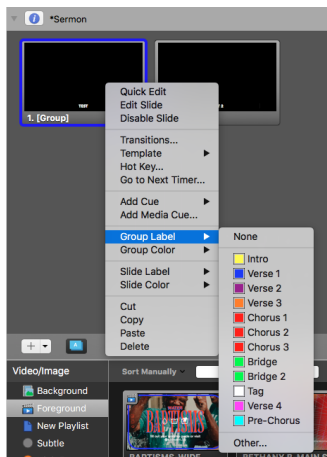 *Sermon
TEXT
1. [Group]
Quick Edit
Edit Slide
Disable Slide
Transitions...
Template
Hot Key...
Go to Next Timer...
Add Cue
Add Media Cue...
Group Label
Group Color
Slide Label
Slide Color
Cut
Copy
Paste
Delete
None
Intro
Verse 1
Verse 2
Verse 3
Chorus 1
Chorus 2
Chorus 3
Bridge
Bridge 2
Tag
Verse 4
Pre-Chorus
Other...
Video/Image
Sort Manually
Background
Foreground
New Playlist
Subtle
BAPTISMS
BAPTISMS-WIDE
BETHANY B-MAIN S